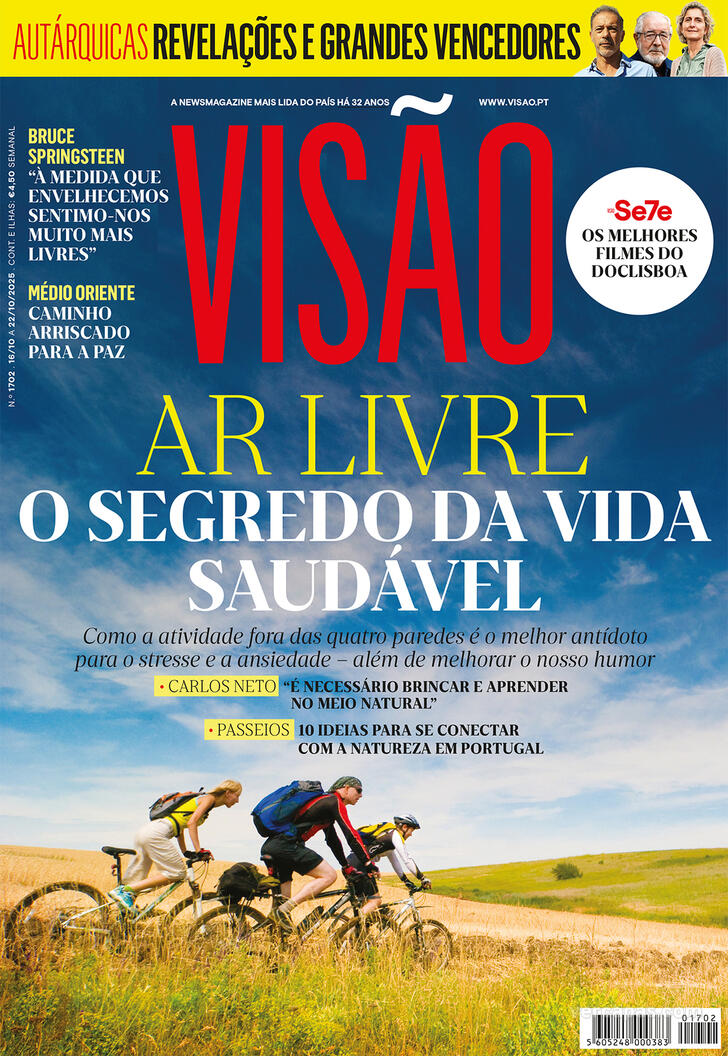 AUTÁRQUICAS REVELAÇÕES E GRANDES VENCEDORES
A NEWSMAGAZINE MAIS LIDA DO PAÍS HÁ 32 ANOS
WWW.VISAO.PT
VISÃO
N.º 1702 . 16/10 A 22/10/2025 . CONT. E ILHAS: €4,50 SEMANAL
BRUCE
SPRINGSTEEN
“À MEDIDA QUE
ENVELHECEMOS
SENTIMO-NOS
MUITO MAIS
LIVRES”
MÉDIO ORIENTE
CAMINHO
ARRISCADO
PARA A PAZ
Se7e
OS MELHORES
FILMES DO
DOCLISBOA
AR LIVRE
O SEGREDO DA VIDA
SAUDÁVEL
Como a atividade fora das quatro paredes é o melhor antídoto
para o stresse e a ansiedade – além de melhorar o nosso humor
• CARLOS NETO “É NECESSÁRIO BRINCAR E APRENDER
NO MEIO NATURAL”
• PASSEIOS 10 IDEIAS PARA SE CONECTAR
COM A NATUREZA EM PORTUGAL
01702
5 605248 000383